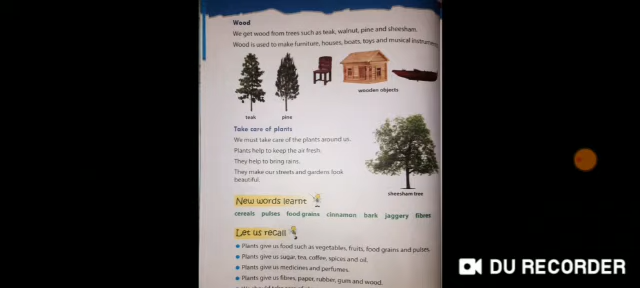 Wood
We get wood from trees such as teak, walnut, pine and sheesham.
Wood is used to make furniture, houses, boats, toys and musical instruments
wooden objects
teak
pine
Take care of plants
We must take care of the plants around us.
Plants help to keep the air fresh.
They help to bring rains.
They make our streets and gardens look
beautiful.
sheesham tree
New words learnt
cereals pulses food grains cinnamon bark jaggery fibres
Let us recall
Plants give us food such as vegetables, fruits, food grains and pulses.
Plants give us sugar, tea, coffee, spices and oil.
Plants give us medicines and perfumes.
Plants give us fibres, paper, rubber, gum and wood.
DU RECORDER